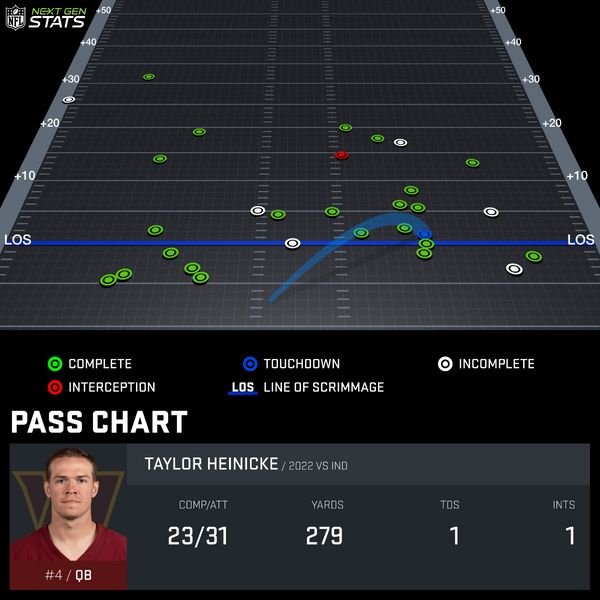 NFL NEXT GEN
STATS
+50 +50
+30 +30
+20 +20
+10 +10
LOS LOS
COMPLETE TOUCHDOWN INCOMPLETE
INTERCEPTION LOS LINE OF SCRIMMAGE
PASS CHART
TAYLOR HEINICKE / 2022 VS IND
COMP/ATT YARDS TDS INTS
23/31 279 1 1
#4 / QB